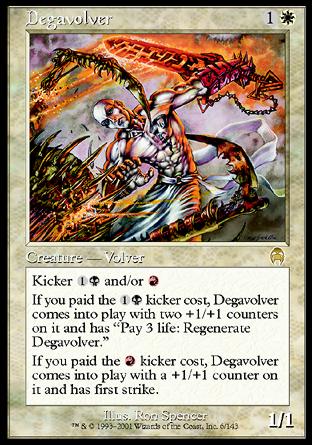 Degavolver 1
Creature — Volver
Kicker 1 and/or
If you paid the 1 kicker cost, Degavolver
comes into play with two +1/+1 counters
on it and has “Pay 3 life: Regenerate
Degavolver.”
If you paid the kicker cost, Degavolver
comes into play with a +1/+1 counter on
it and has first strike.
Illus. Ron Spencer
1/1
™ & © 1993–2001 Wizards of the Coast, Inc. 6/143